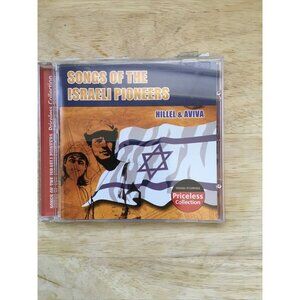 SONGS OF THE
ISRAELI PIONEERS
HILLEL & AVIVA
Priceless
Collection
SONGS OF THE ISRAELI PIONEERS Priceless Collection